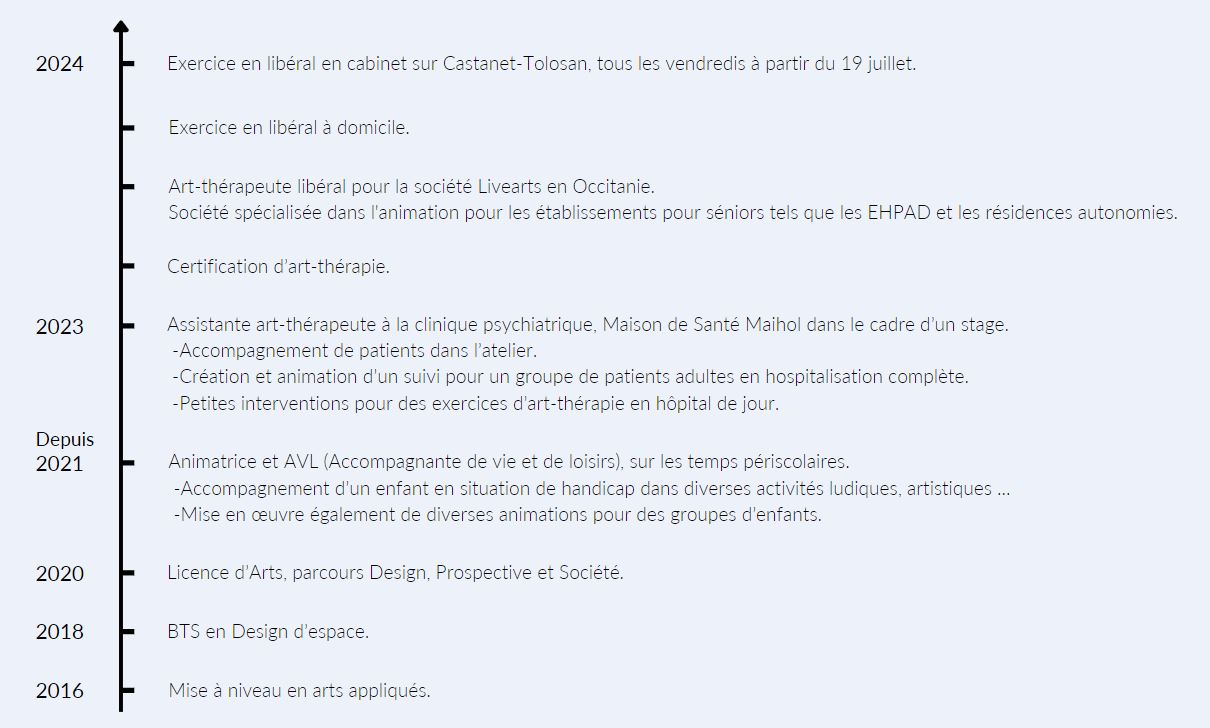 2024
Exercice en libéral en cabinet sur Castanet-Tolosan, tous les vendredis à partir du 19 juillet.
Exercice en libéral à domicile.
Art-thérapeute libéral pour la société Livearts en Occitanie.
Société spécialisée dans l'animation pour les établissements pour séniors tels que les EHPAD et les résidences autonomies.
Certification d'art-thérapie.
2023
Assistante art-thérapeute à la clinique psychiatrique, Maison de Santé Maihol dans le cadre d'un stage.
-Accompagnement de patients dans l'atelier.
-Création et animation d'un suivi pour un groupe de patients adultes en hospitalisation complète.
-Petites interventions pour des exercices d'art-thérapie en hôpital de jour.
Depuis
2021
Animatrice et AVL (Accompagnante de vie et de loisirs), sur les temps périscolaires.
-Accompagnement d'un enfant en situation de handicap dans diverses activités ludiques, artistiques ...
-Mise en œuvre également de diverses animations pour des groupes d'enfants.
2020
Licence d'Arts, parcours Design, Prospective et Société.
2018
BTS en Design d'espace.
2016
Mise à niveau en arts appliqués.